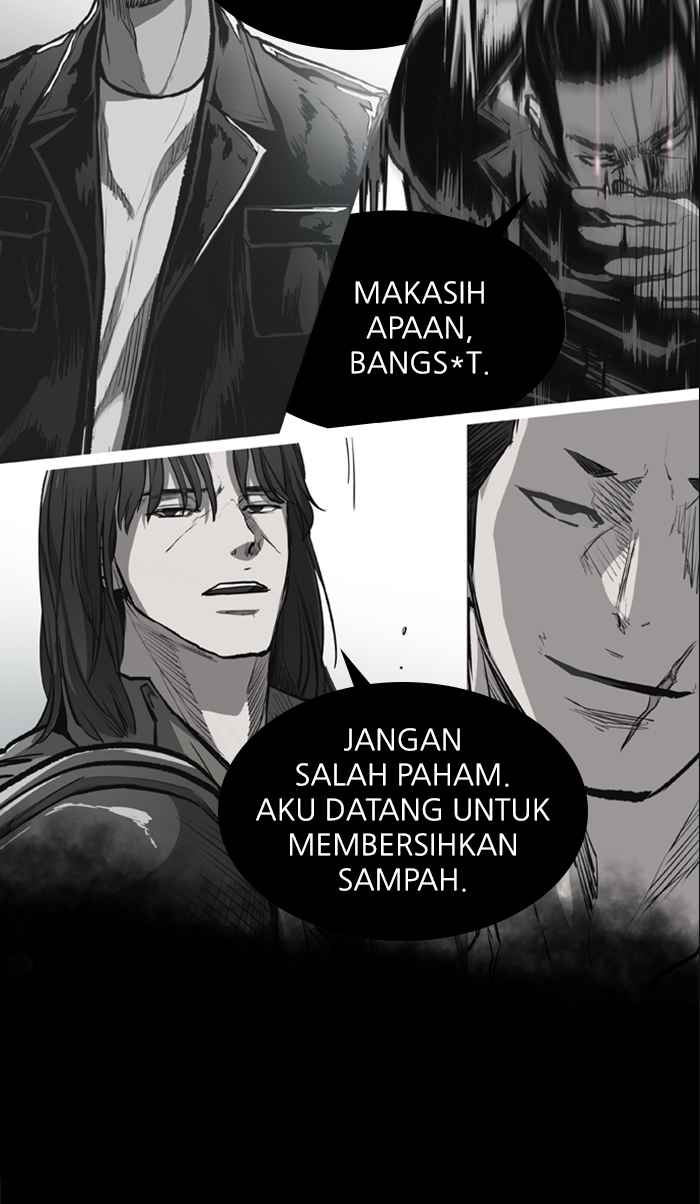 MAKASIH
APAAN,
BANGS*T.
JANGAN
SALAH PAHAM.
AKU DATANG UNTUK
MEMBERSIHKAN
SAMPAH.